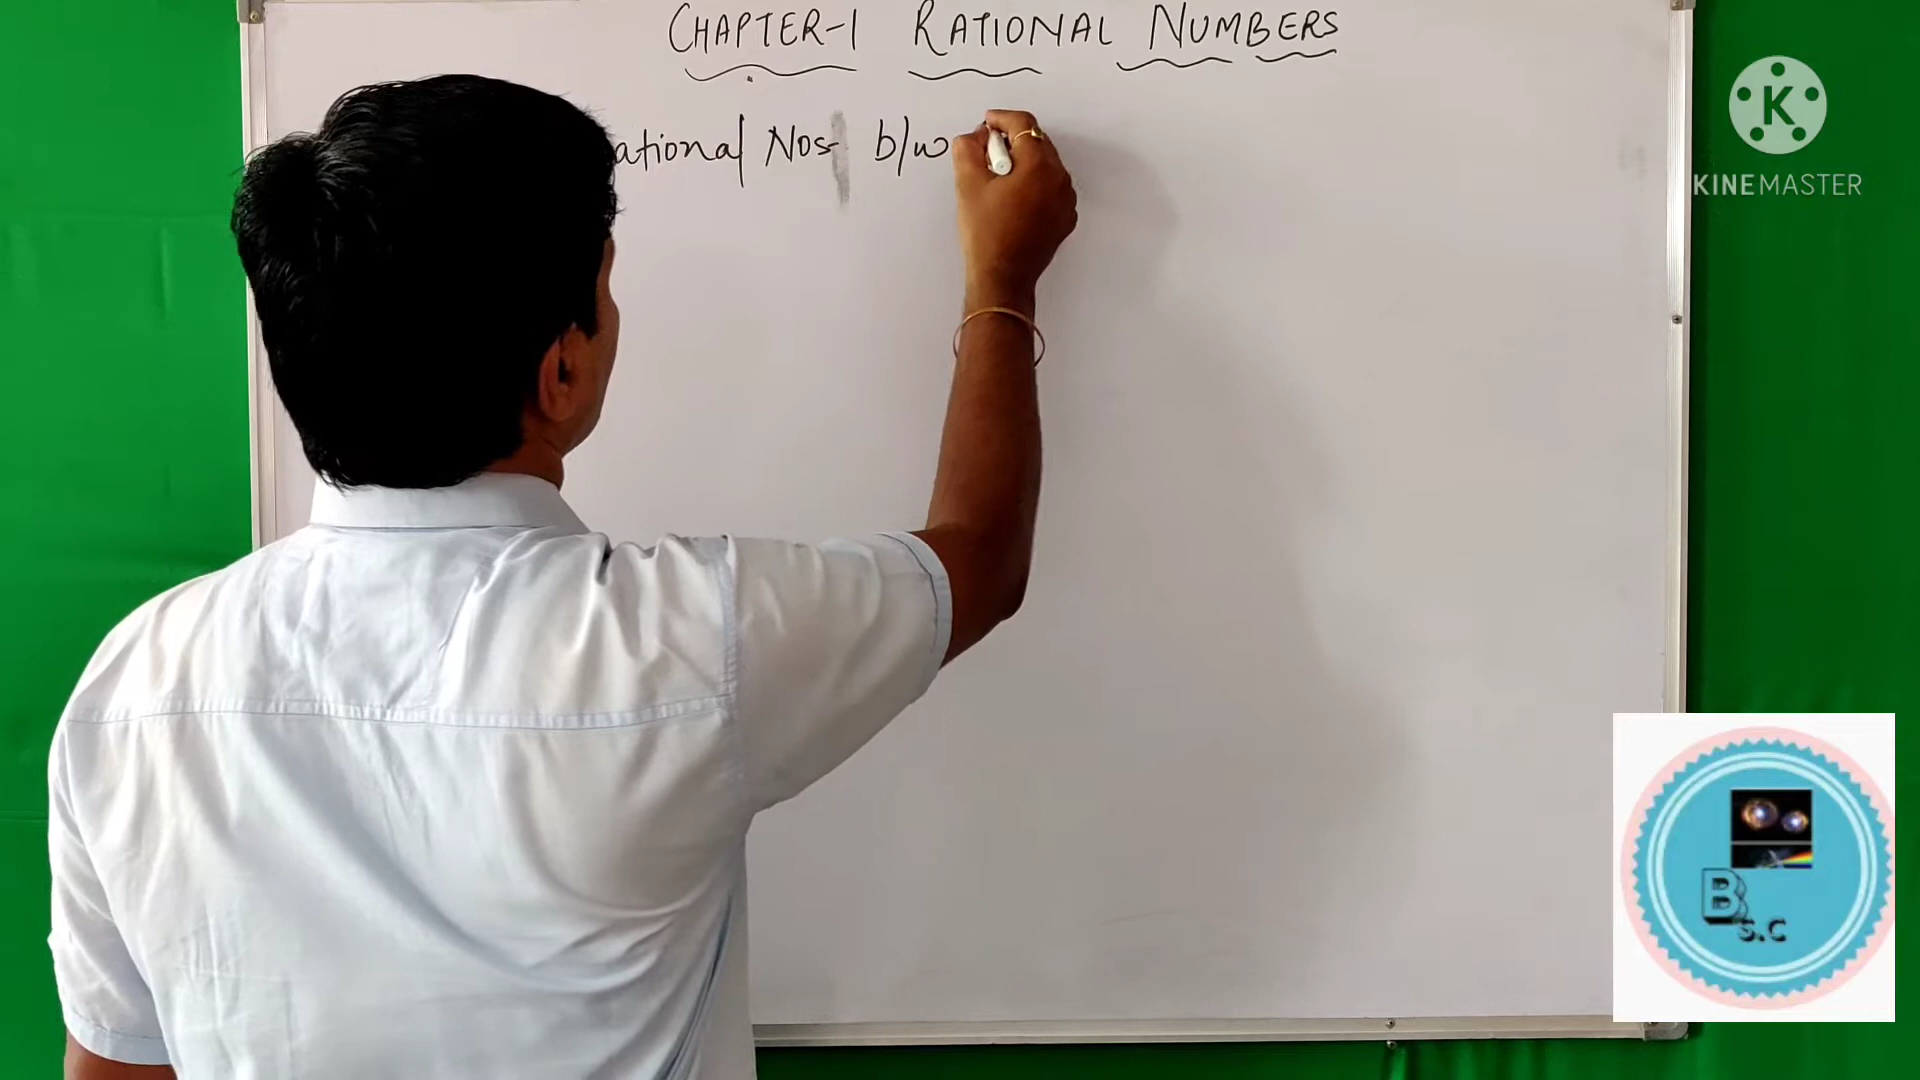 CHAPTER-1 RATIONAL NUMBERS
ational Nos b/w
K
KINEMASTER
B
S.C